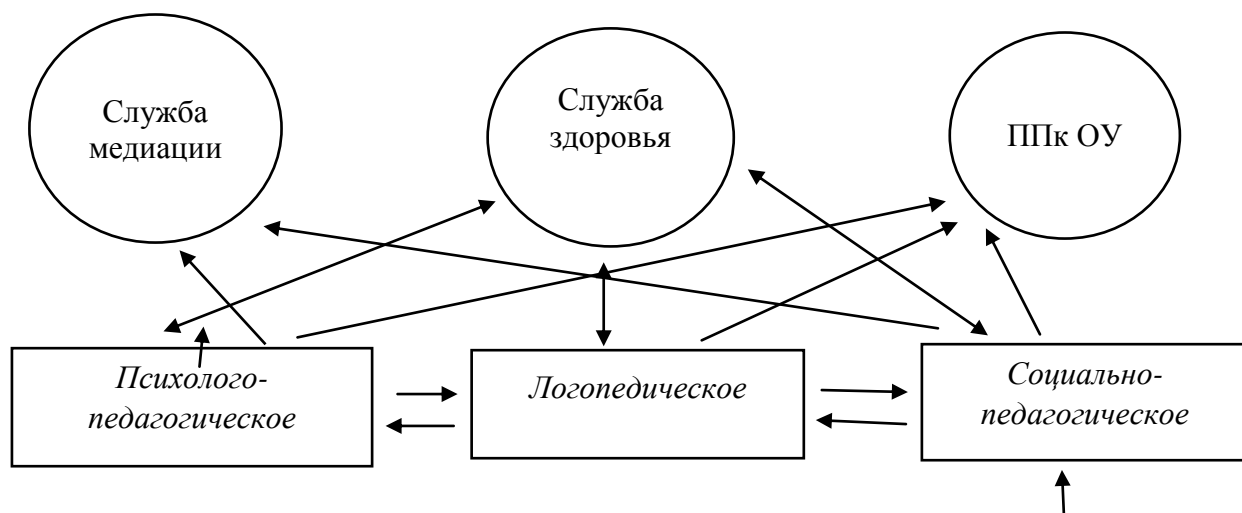 Служба
медиации
Служба
здоровья
ППк ОУ
Психолого-
педагогическое
Логопедическое
Социально-
педагогическое